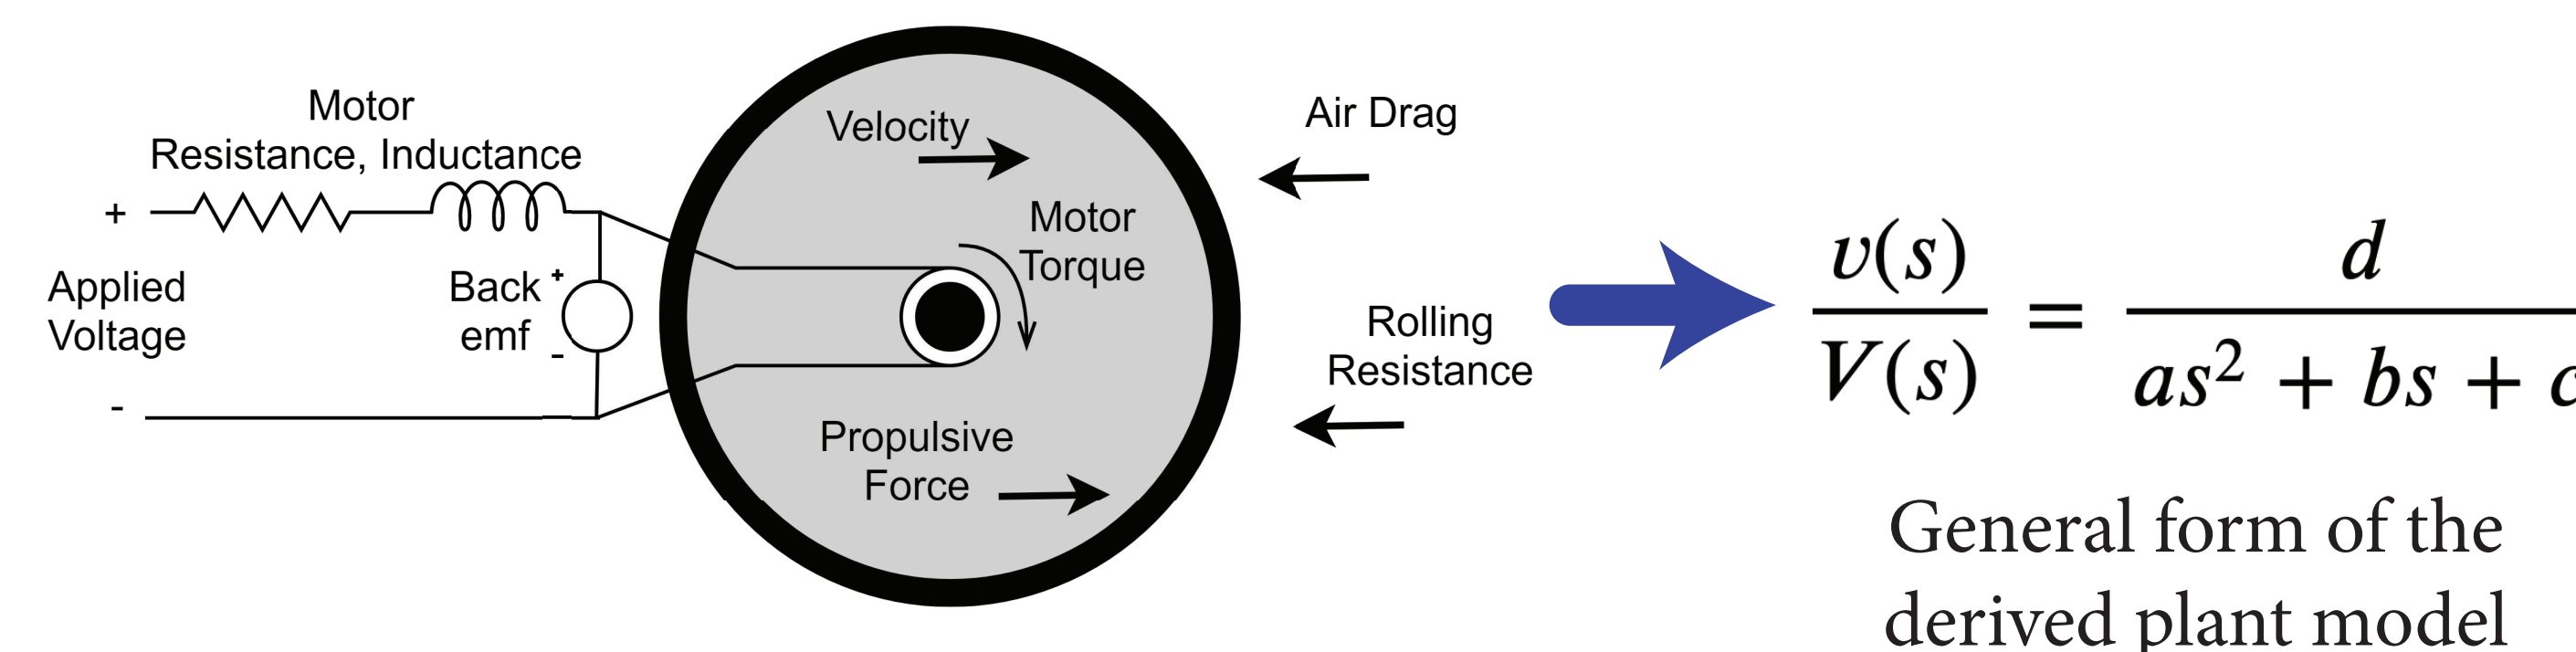 Motor
Resistance, Inductance
+
Applied
Voltage
-
Back
emf
+
-
Velocity
Motor
Torque
Propulsive
Force
Air Drag
Rolling
Resistance
v(s)/V(s) = d/(as² + bs + c
General form of the
derived plant model